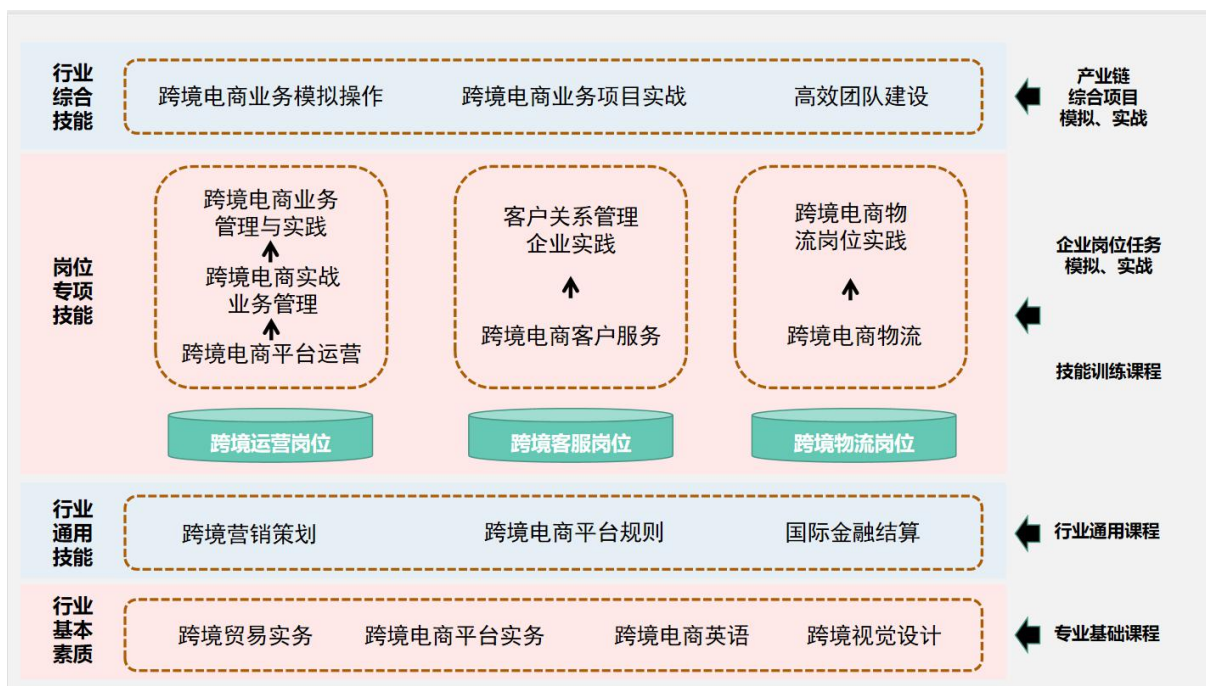 行业
综合
技能
跨境电商业务模拟操作
跨境电商业务项目实战
高效团队建设
产业链
综合项目
模拟、实战
岗位
专项
技能
跨境电商业务
管理与实践
跨境电商实战
业务管理
跨境电商平台运营
跨境运营岗位
客户关系管理
企业实践
跨境电商客户服务
跨境客服岗位
跨境电商物
流岗位实践
跨境电商物流
跨境物流岗位
企业岗位任务
模拟、实战
技能训练课程
行业
通用
技能
跨境营销策划
跨境电商平台规则
国际金融结算
行业通用课程
行业
基本
素质
跨境贸易实务
跨境电商平台实务
跨境电商英语
跨境视觉设计
专业基础课程